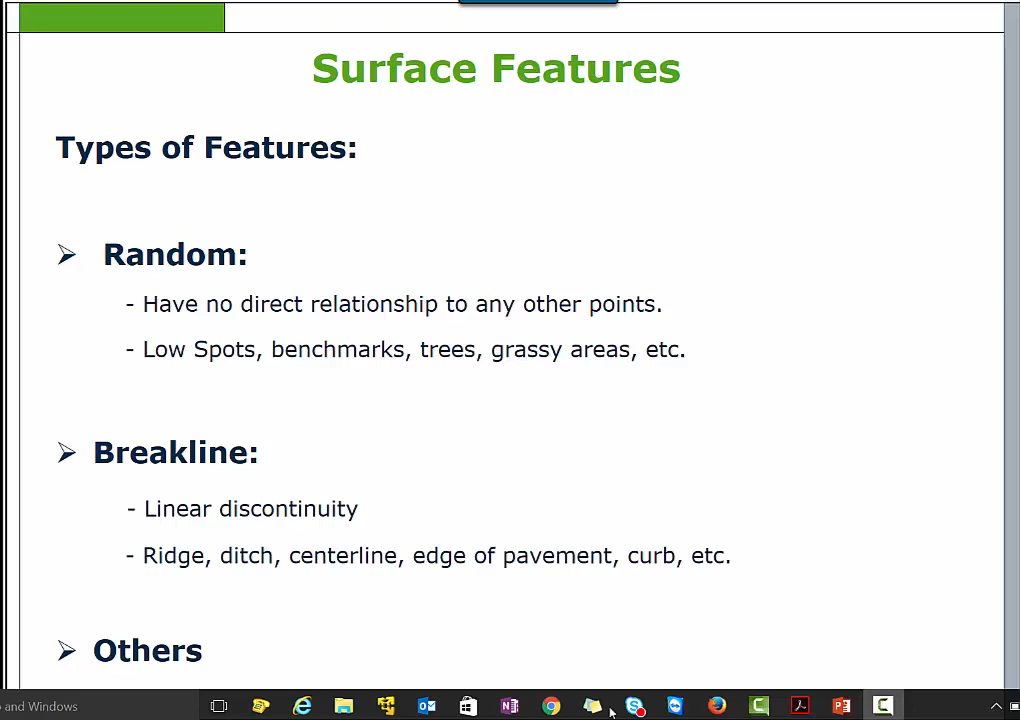 Surface Features
Types of Features:
➢ Random:
- Have no direct relationship to any other points.
- Low Spots, benchmarks, trees, grassy areas, etc.
➢ Breakline:
- Linear discontinuity
- Ridge, ditch, centerline, edge of pavement, curb, etc.
➢ Others
and Windows